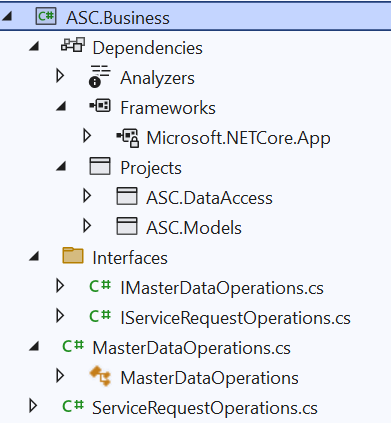 C# ASC.Business
Dependencies
Analyzers
Frameworks
Microsoft.NETCore.App
Projects
ASC.DataAccess
ASC.Models
Interfaces
C# IMasterDataOperations.cs
C# IServiceRequestOperations.cs
C# MasterDataOperations.cs
MasterDataOperations
C# ServiceRequestOperations.cs